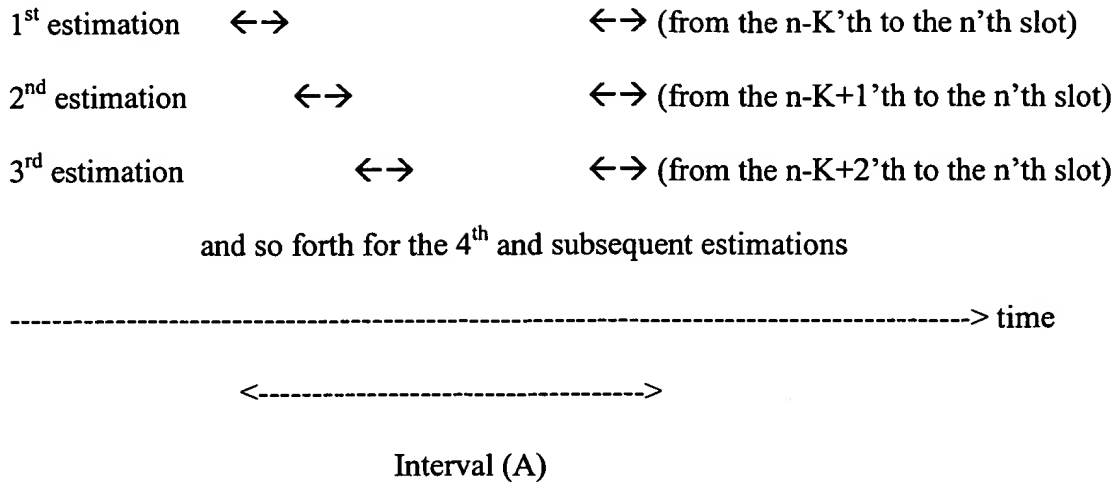 1st estimation ←→ ←→ (from the n-K’th to the n’th slot)
2nd estimation ←→ ←→ (from the n-K+1’th to the n’th slot)
3rd estimation ←→ ←→ (from the n-K+2’th to the n’th slot)
and so forth for the 4th and subsequent estimations
--------------------------------------------------------------------------------------------> time
<--------------------------------------->
Interval (A)